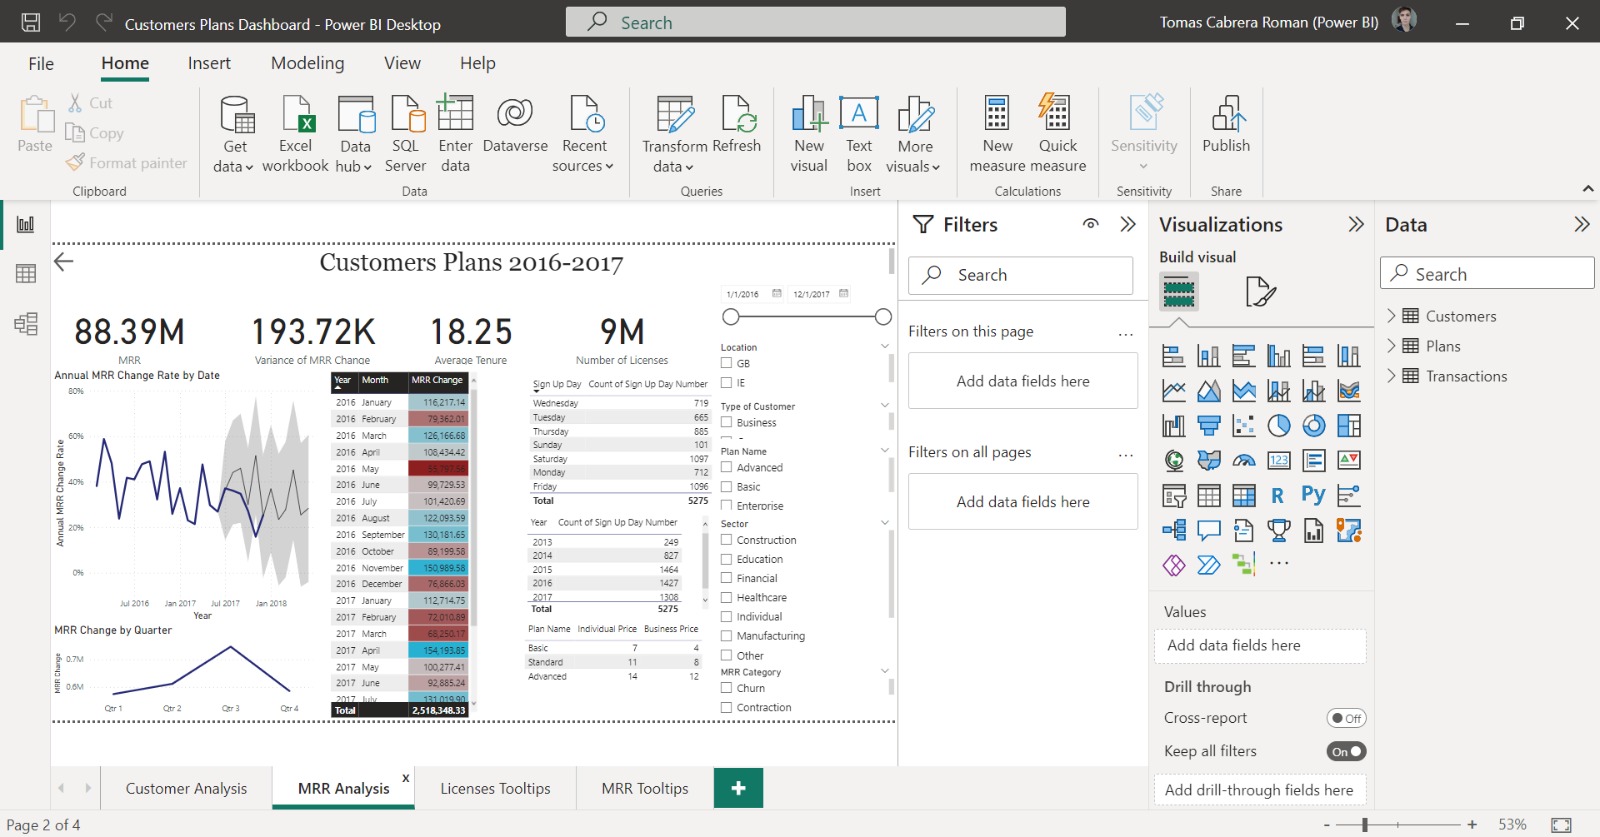 Customers Plans Dashboard - Power BI Desktop
Search
Tomas Cabrera Roman (Power BI)
File
Home
Insert
Modeling
View
Help
Paste
Cut
Copy
Format painter
Clipboard
Get data
Excel workbook
Data hub
SQL Server
Enter data
Dataverse
Recent sources
Data
Transform data
Refresh
Queries
New visual
Text box
More visuals
Insert
New measure
Quick measure
Calculations
Sensitivity
Sensitivity
Publish
Share
Customers Plans 2016-2017
88.39M
MRR
193.72K
Variance of MRR Change
18.25
Average Tenure
9M
Number of Licenses
1/1/2016
12/1/2017
Annual MRR Change Rate by Date
Annual MRR Change Rate
80%
60%
40%
20%
0%
Jul 2016 Jan 2017 Jul 2017 Jan 2018
Year
MRR Change by Quarter
MRR Change
0.7M
0.6M
Qtr 1 Qtr 2 Qtr 3 Qtr 4
Year Month MRR Change
2016 January 116,217.14
2016 February 79,362.01
2016 March 126,166.68
2016 April 108,434.42
2016 May
2016 June 99,729.53
2016 July 101,420.69
2016 August 122,093.59
2016 September 130,181.65
2016 October 89,199.58
2016 November 150,989.58
2016 December 76,866.03
2017 January 112,714.75
2017 February 72,010.89
2017 March 68,250.17
2017 April 154,193.85
2017 May 100,277.41
2017 June 92,885.24
2017 July 131,019.90
Total 2,518,348.33
Sign Up Day Count of Sign Up Day Number
Wednesday 719
Tuesday 665
Thursday 885
Sunday 101
Saturday 1097
Monday 712
Friday 1096
Total 5275
Year Count of Sign Up Day Number
2013 249
2014 827
2015 1464
2016 1427
2017 1308
Total 5275
Plan Name Individual Price Business Price
Basic 7 4
Standard 11 8
Advanced 14 12
Location
GB
IE
Type of Customer
Business
Plan Name
Advanced
Basic
Enterprise
Sector
Construction
Education
Financial
Healthcare
Individual
Manufacturing
Other
MRR Category
Churn
Contraction
Filters
Search
Filters on this page
...
Add data fields here
Filters on all pages
...
Add data fields here
Visualizations
Build visual
123
R
Py
...
Values
Add data fields here
Drill through
Cross-report
Off
Keep all filters
On
Add drill-through fields here
Data
Search
Customers
Plans
Transactions
Customer Analysis
MRR Analysis
x
Licenses Tooltips
MRR Tooltips
+
Page 2 of 4
- + 53%